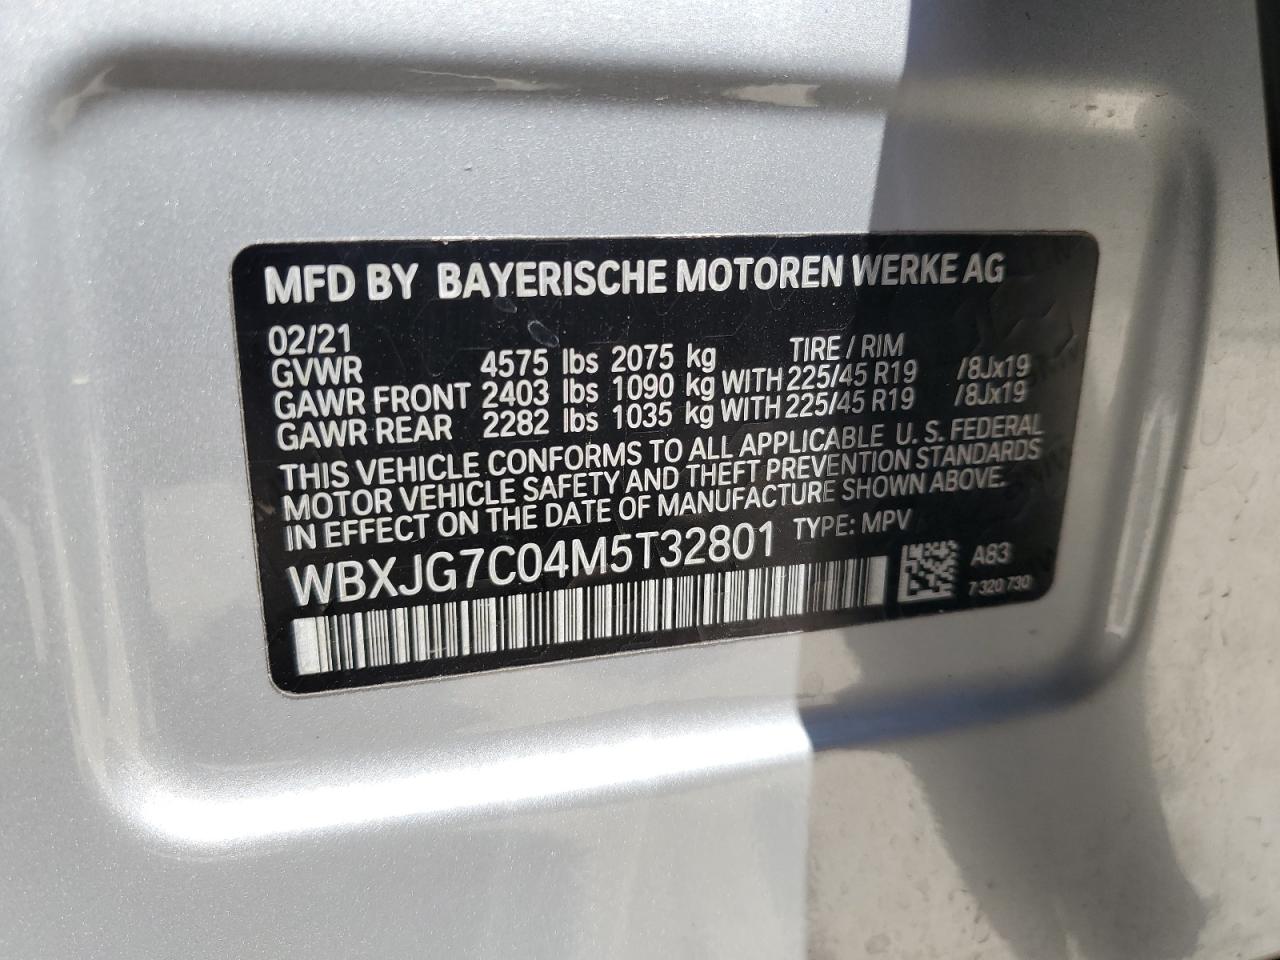 MFD BY BAYERISCHE MOTOREN WERKE AG
02/21 TIRE / RIM
GVWR 4575 lbs 2075 kg
GAWR FRONT 2403 lbs 1090 kg WITH 225/45 R19 /8Jx19
GAWR REAR 2282 lbs 1035 kg WITH 225/45 R19 /8Jx19
THIS VEHICLE CONFORMS TO ALL APPLICABLE U. S. FEDERAL
MOTOR VEHICLE SAFETY AND THEFT PREVENTION STANDARDS
IN EFFECT ON THE DATE OF MANUFACTURE SHOWN ABOVE.
WBXJG7C04M5T32801 TYPE: MPV
A83
7 320 730